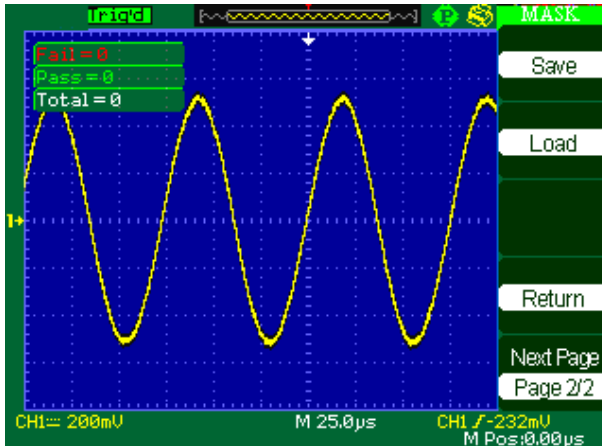 Trig'd P MASK
Fail=0
Pass=0
Total=0
Save
Load
1
Return
Next Page
Page 2/2
CH1 200mV M 25.0µs CH1 -232mV
M Pos:0.00µs